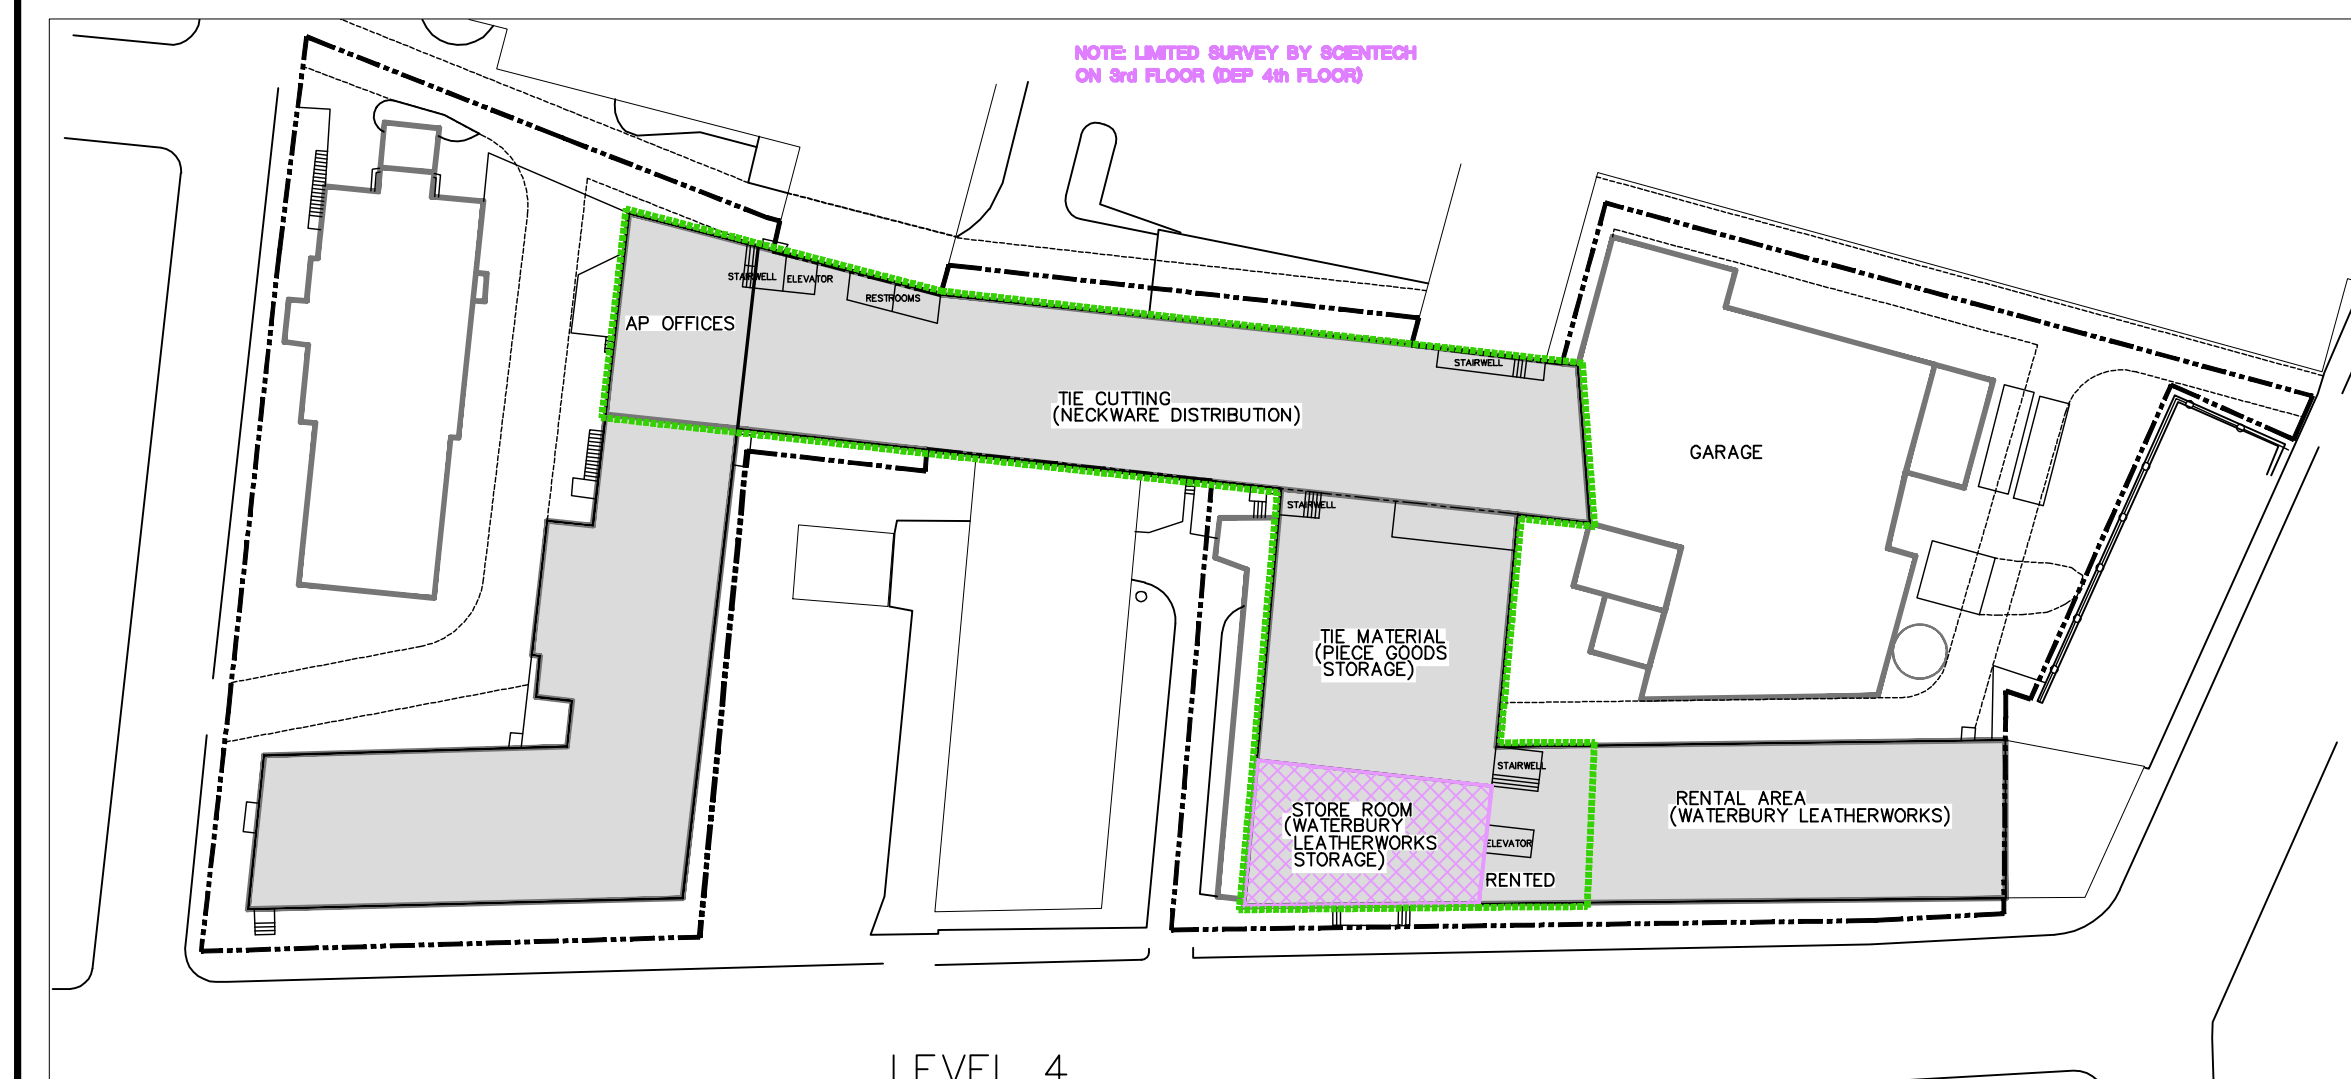 NOTE: LIMITED SURVEY BY SCIENTECH
ON 3rd FLOOR (DEP 4th FLOOR)
STAIRWELL
ELEVATOR
RESTROOMS
AP OFFICES
STAIRWELL
TIE CUTTING
(NECKWARE DISTRIBUTION)
GARAGE
STAIRWELL
TIE MATERIAL
(PIECE GOODS
STORAGE)
STAIRWELL
RENTAL AREA
(WATERBURY LEATHERWORKS)
STORE ROOM
(WATERBURY
LEATHERWORKS
STORAGE)
ELEVATOR
RENTED
LEVEL 4